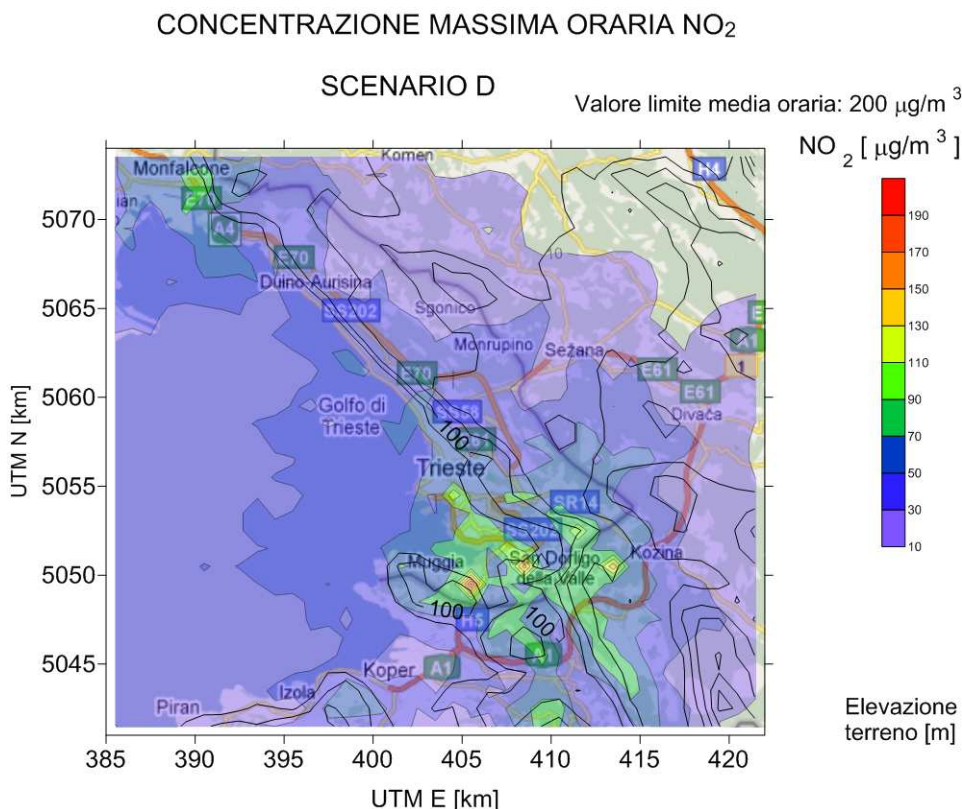 CONCENTRAZIONE MASSIMA ORARIA NO2
SCENARIO D
Valore limite media oraria: 200 µg/m 3
NO 2 [ µg/m 3 ]
190
170
150
130
110
90
70
50
30
10
Elevazione
terreno [m]
UTM N [km]
5070
5065
5060
5055
5050
5045
385
390
395
400
405
410
415
420
UTM E [km]
Komen
Monfalcone
H4
E70
A4
E70
10
Duino-Aurisina
SS202
Sgonico
Monrupino
Sežana
A1
1
E70
E61
E61
Divača
Golfo di
Trieste
100
Trieste
SR14
Muggia
San Dorligo
della Valle
Kozina
100
100
H5
A1
A1
Koper
Izola
Piran